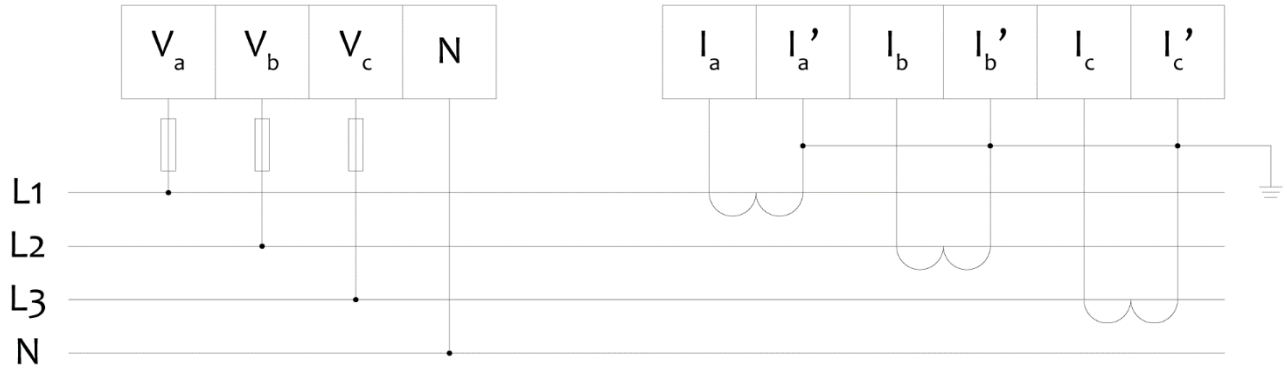 Va Vb Vc N Ia Ia’ Ib Ib’ Ic Ic’
L1
L2
L3
N